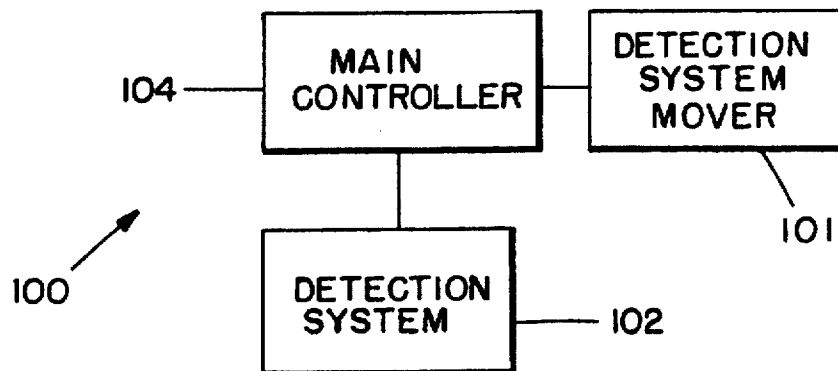 104
MAIN
CONTROLLER
DETECTION
SYSTEM
MOVER
101
100
DETECTION
SYSTEM
102